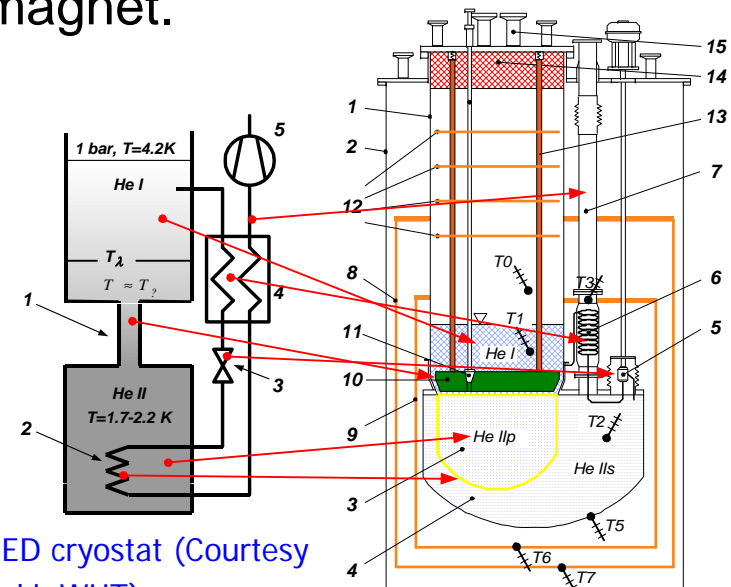 magnet.
1 bar, T=4.2K
He I
Tλ
T ≈ T?
1
He II
T=1.7-2.2 K
2
3
4
5
1
2
12
8
11
10
9
3
4
T0
T1
He I
He IIp
He IIs
T2
T3
T5
T6
T7
15
14
13
7
6
5
ED cryostat (Courtesy